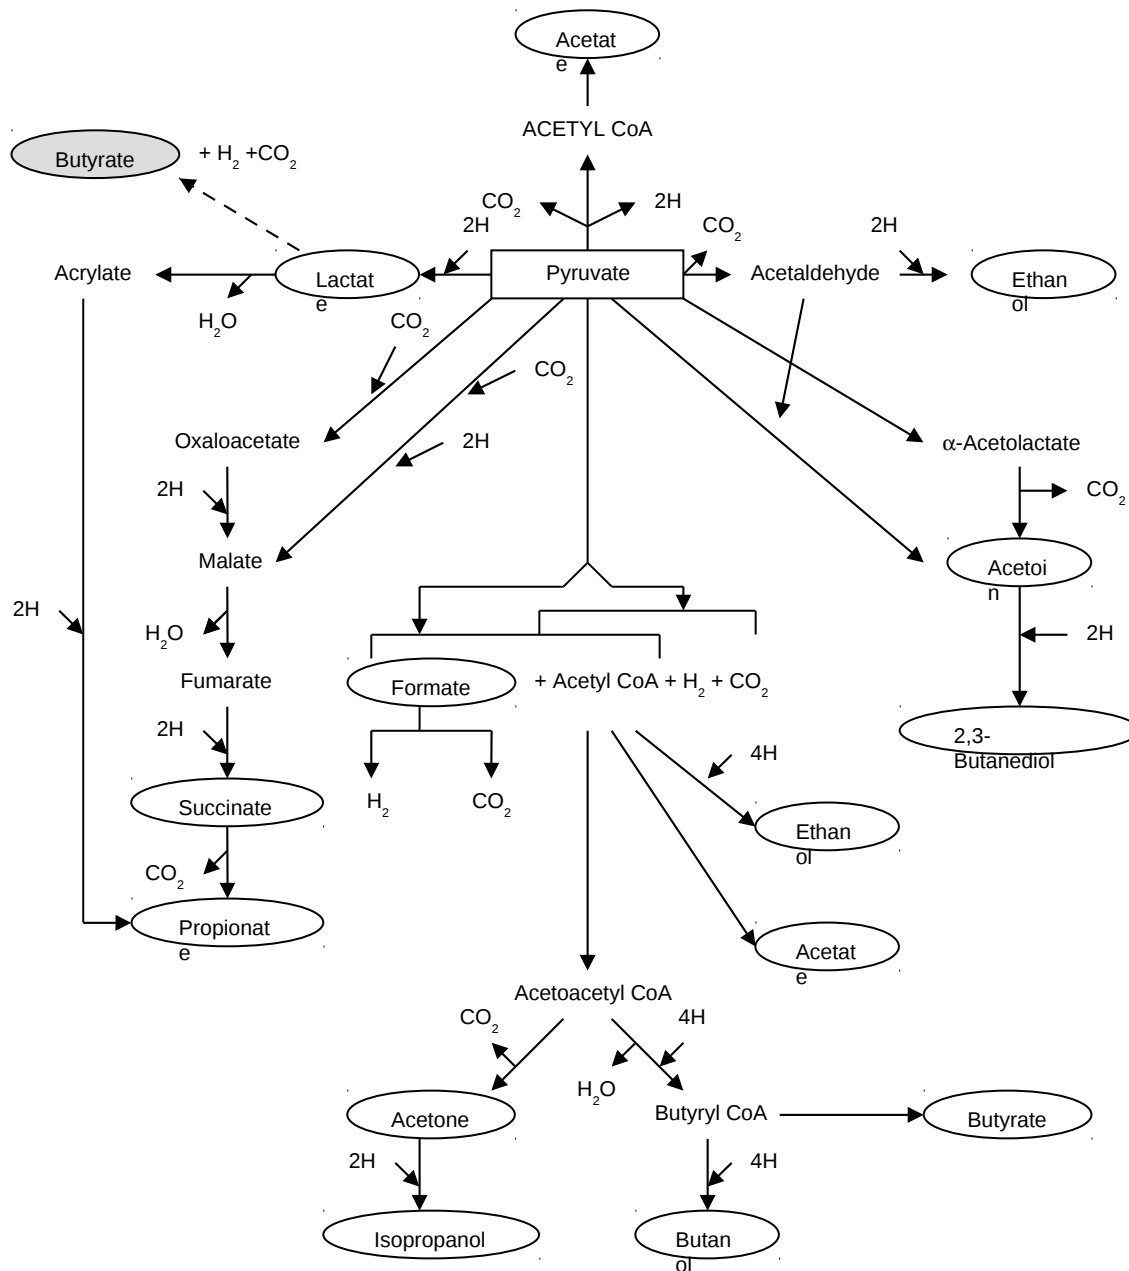 Acetat
e
ACETYL CoA
Butyrate
+ H2 +CO2
CO2
2H
2H
CO2
2H
Acrylate
Lactat
e
Pyruvate
Acetaldehyde
Ethan
ol
H2O
CO2
CO2
Oxaloacetate
2H
α-Acetolactate
2H
CO2
Malate
Acetoi
n
2H
H2O
2H
Fumarate
Formate
+ Acetyl CoA + H2 + CO2
2H
2,3-
Butanediol
4H
Succinate
H2
CO2
Ethan
ol
CO2
Propionat
e
Acetat
e
Acetoacetyl CoA
CO2
4H
H2O
Acetone
Butyryl CoA
Butyrate
2H
4H
Isopropanol
Butan
ol